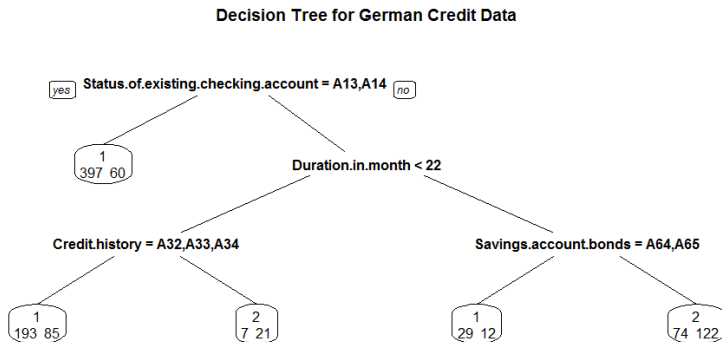 Decision Tree for German Credit Data
yes Status.of.existing.checking.account = A13,A14 no
1
397 60
Duration.in.month < 22
Credit.history = A32,A33,A34
Savings.account.bonds = A64,A65
1
193 85
2
7 21
1
29 12
2
74 122